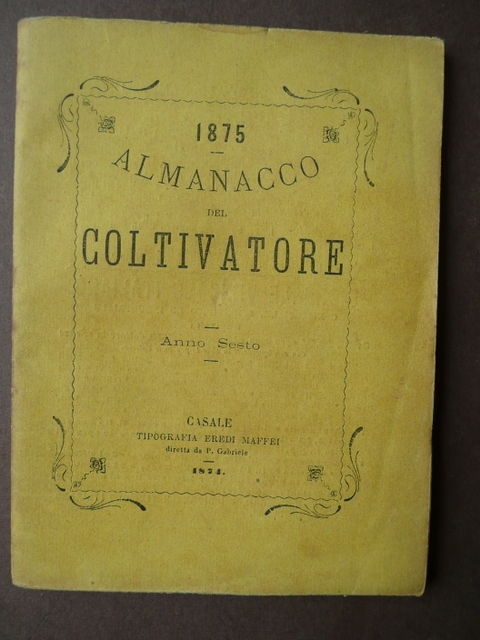 1875
ALMANACCO
DEL
COLTIVATORE
Anno Sesto
CASALE
TIPOGRAFIA EREDI MAFFEI
diretta da P. Gabriele
1874.